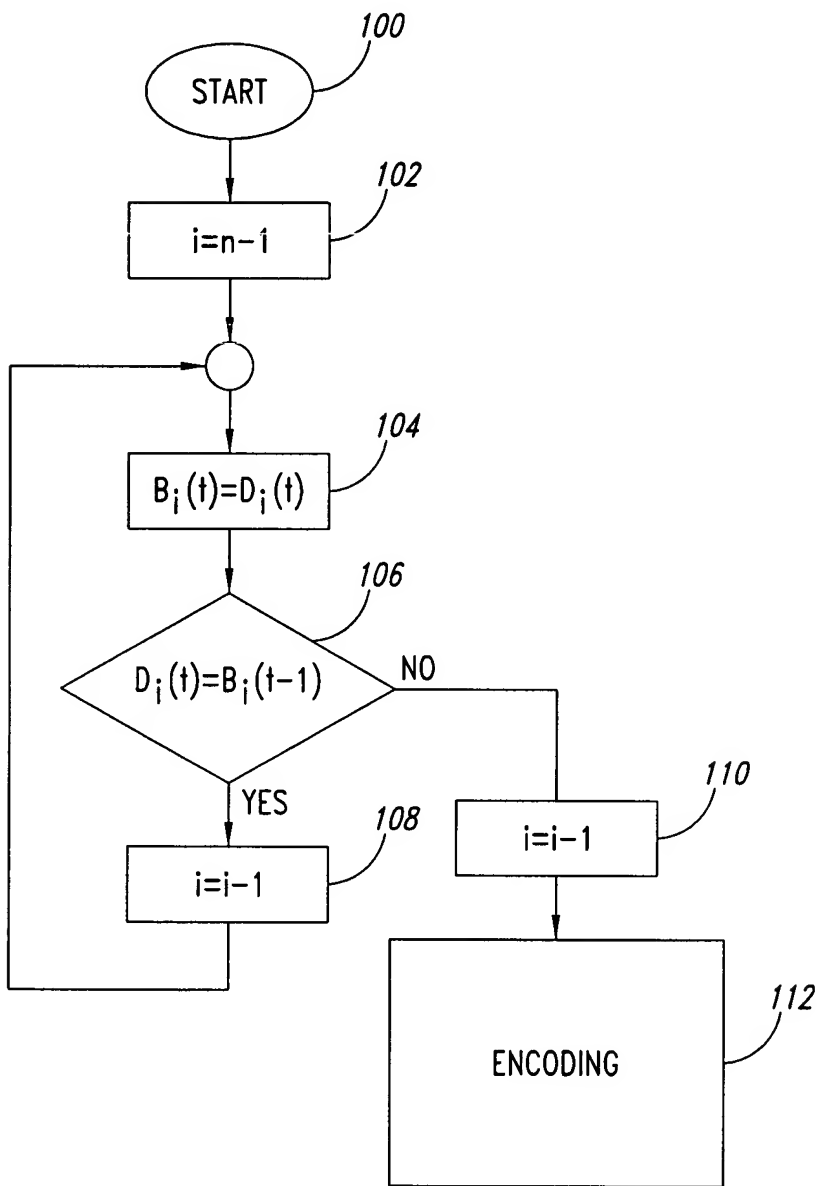 100
START
102
i=n-1
104
B_i(t)=D_i(t)
106
D_i(t)=B_i(t-1)
NO
YES
110
108
i=i-1
i=i-1
112
ENCODING